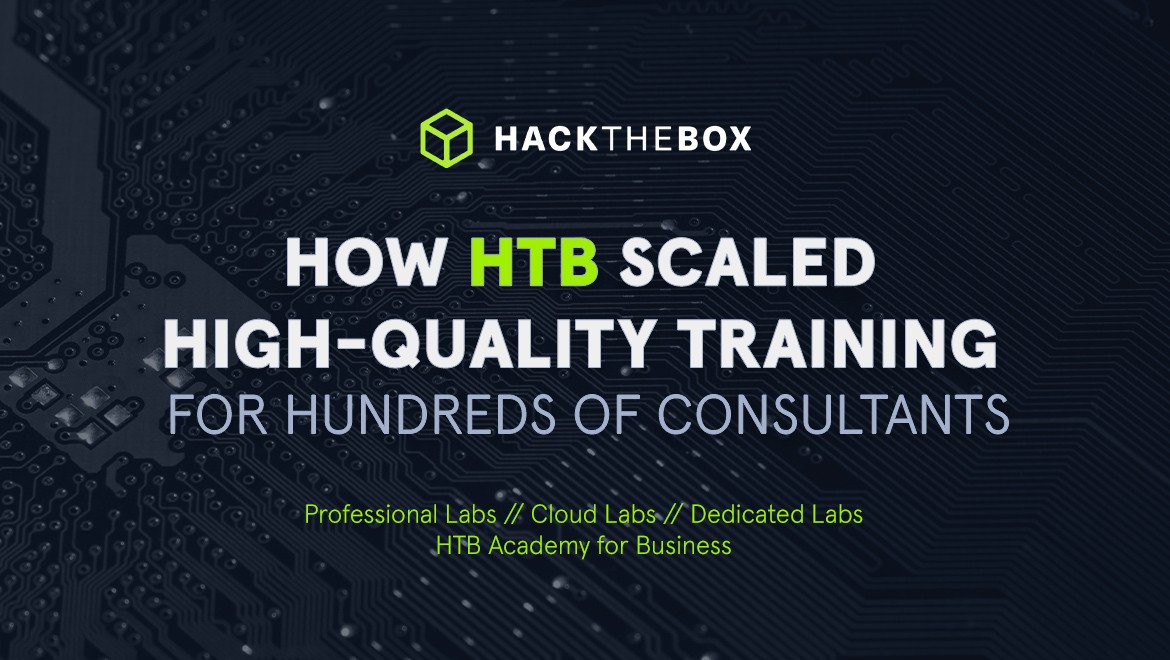 HACKTHEBOX
HOW HTB SCALED
HIGH-QUALITY TRAINING
FOR HUNDREDS OF CONSULTANTS
Professional Labs // Cloud Labs // Dedicated Labs
HTB Academy for Business